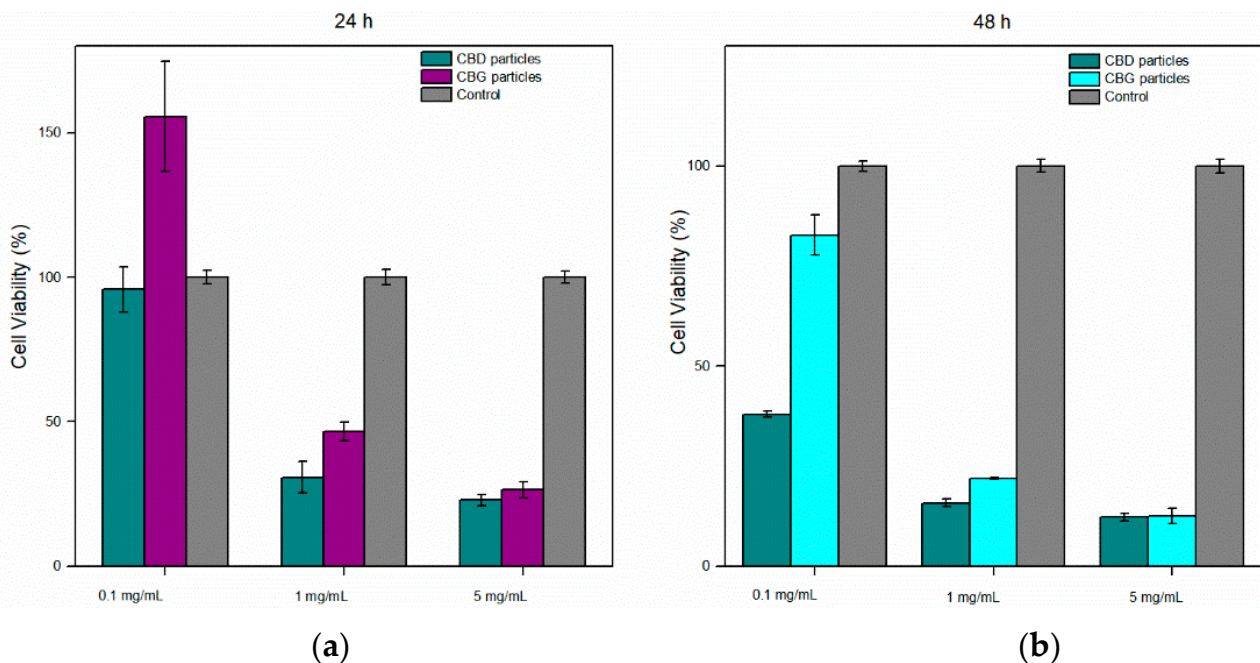 24 h
CBD particles
CBG particles
Control
150
100
50
0
Cell Viability (%)
0.1 mg/mL 1 mg/mL 5 mg/mL
(a)
48 h
CBD particles
CBG particles
Control
100
50
0
Cell Viability (%)
0.1 mg/mL 1 mg/mL 5 mg/mL
(b)